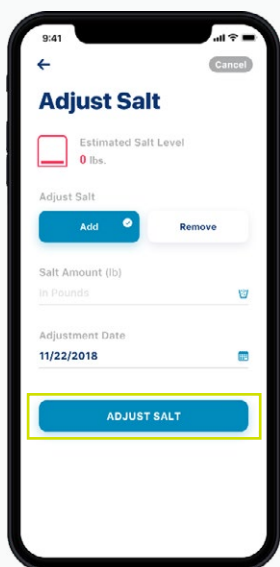 9:41
Cancel
Adjust Salt
Estimated Salt Level
0 lbs.
Adjust Salt
Add Remove
Salt Amount (lb)
in Pounds
Adjustment Date
11/22/2018
ADJUST SALT